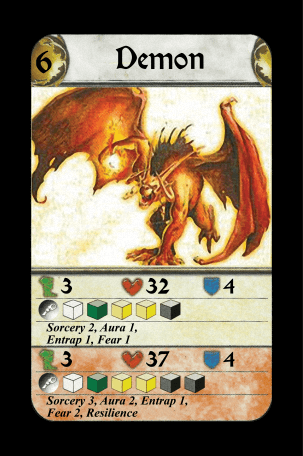 6 Demon
3 32 4
Sorcery 2, Aura 1,
Entrap 1, Fear 1
3 37 4
Sorcery 3, Aura 2, Entrap 1,
Fear 2, Resilience